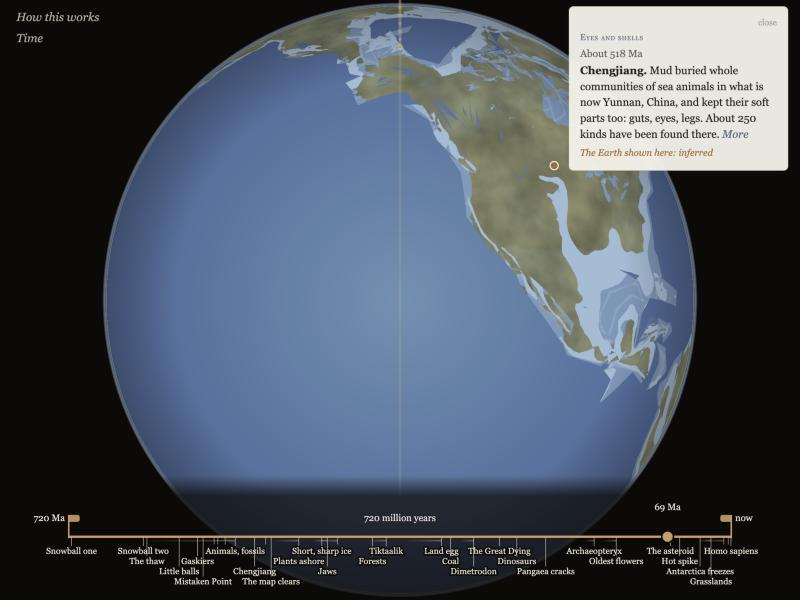 How this works
Time
close
Eyes and shells
About 518 Ma
Chengjiang. Mud buried whole
communities of sea animals in what is
now Yunnan, China, and kept their soft
parts too: guts, eyes, legs. About 250
kinds have been found there. More
The Earth shown here: inferred
69 Ma
720 Ma
720 million years
now
Snowball one
Snowball two
Animals, fossils
Short, sharp ice
Tiktaalik
Land egg
The Great Dying
Archaeopteryx
The asteroid
Homo sapiens
The thaw
Gaskiers
Plants ashore
Forests
Coal
Dinosaurs
Oldest flowers
Hot spike
Little balls
Chengjiang
Jaws
Dimetrodon
Pangaea cracks
Antarctica freezes
Mistaken Point
The map clears
Grasslands